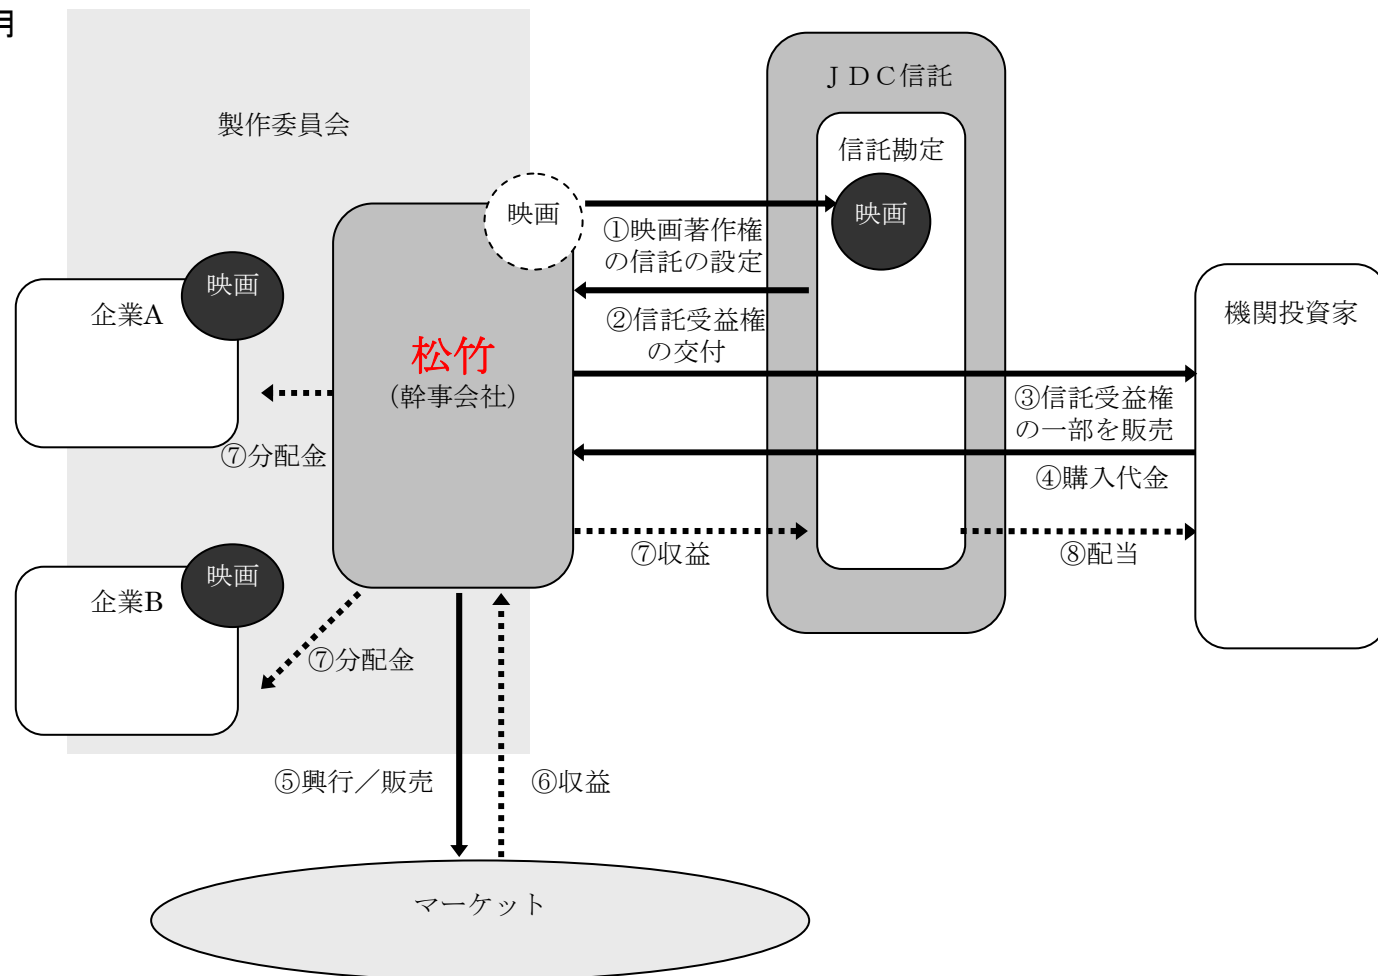 月
製作委員会
JDC信託
信託勘定
映画
映画
①映画著作権
の信託の設定
②信託受益権
の交付
企業A
映画
松竹
(幹事会社)
機関投資家
③信託受益権
の一部を販売
④購入代金
⑦分配金
⑦収益
⑧配当
企業B
映画
⑦分配金
⑤興行／販売
⑥収益
マーケット